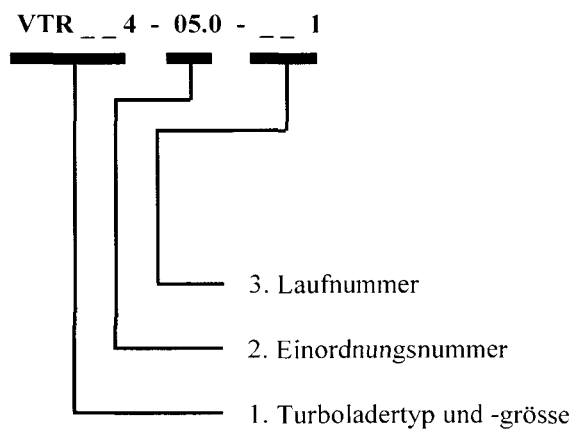 VTR _ _ 4 - 05.0 - _ _ 1
3. Laufnummer
2. Einordnungsnummer
1. Turboladertyp und -grösse